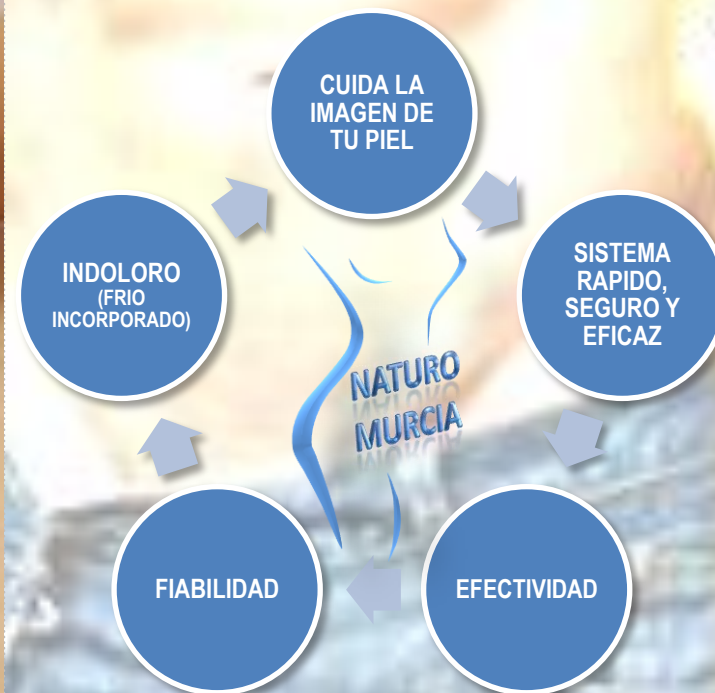 CUIDA LA
IMAGEN DE
TU PIEL
SISTEMA
RAPIDO,
SEGURO Y
EFICAZ
EFECTIVIDAD
FIABILIDAD
INDOLORO
(FRIO
INCORPORADO)
NATURO
MURCIA